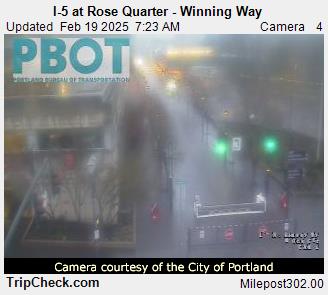 I-5 at Rose Quarter - Winning Way
Updated Feb 19 2025 7:23 AM Camera 4
PBOT
PORTLAND BUREAU OF TRANSPORTATION
Camera courtesy of the City of Portland
TripCheck.com Milepost302.00